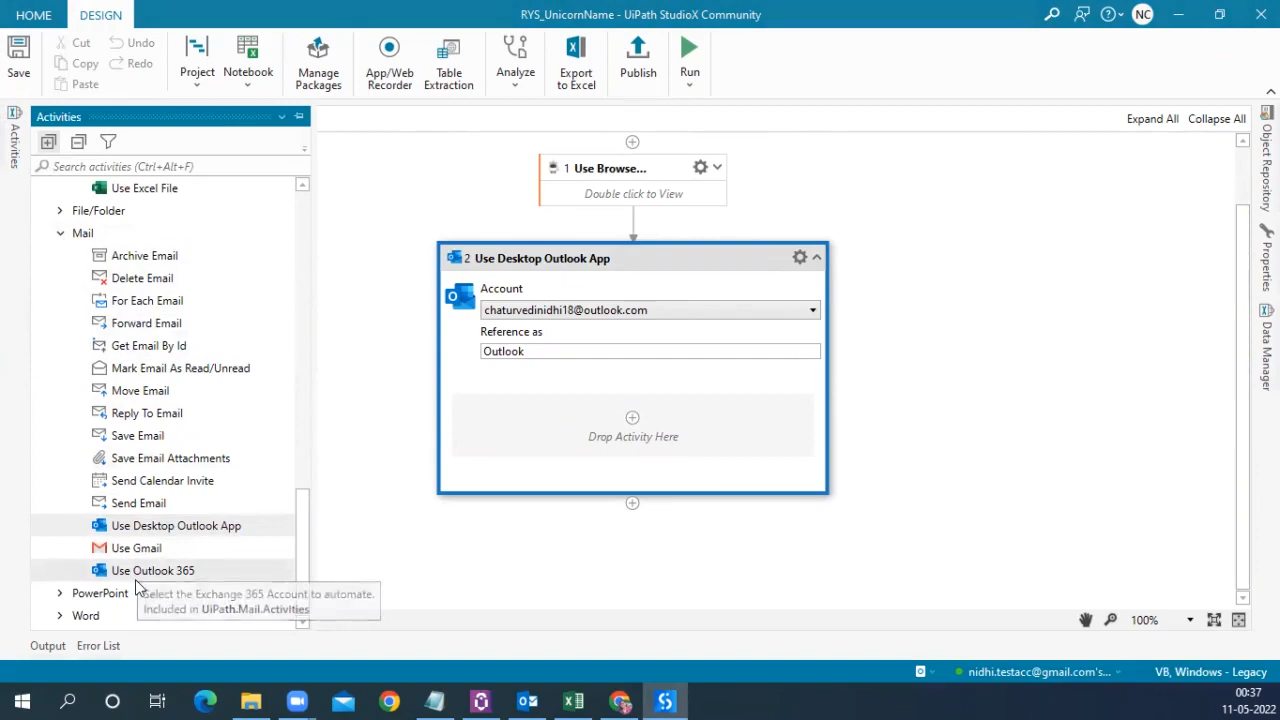 HOME
DESIGN
RYS_UnicornName - UiPath StudioX Community
NC
Save
Cut
Copy
Paste
Undo
Redo
Project
Notebook
Manage
Packages
App/Web
Recorder
Table
Extraction
Analyze
Export
to Excel
Publish
Run
Activities
Activities
Search activities (Ctrl+Alt+F)
Use Excel File
File/Folder
Mail
Archive Email
Delete Email
For Each Email
Forward Email
Get Email By Id
Mark Email As Read/Unread
Move Email
Reply To Email
Save Email
Save Email Attachments
Send Calendar Invite
Send Email
Use Desktop Outlook App
Use Gmail
Use Outlook 365
PowerPoint
Word
Select the Exchange 365 Account to automate.
Included in UiPath.Mail.Activities
Expand All
Collapse All
1 Use Browse...
Double click to View
2 Use Desktop Outlook App
Account
chaturvedinidhi18@outlook.com
Reference as
Outlook
Drop Activity Here
100%
Object Repository
Properties
Data Manager
Output
Error List
nidhi.testacc@gmail.com's...
VB, Windows - Legacy
00:37
11-05-2022